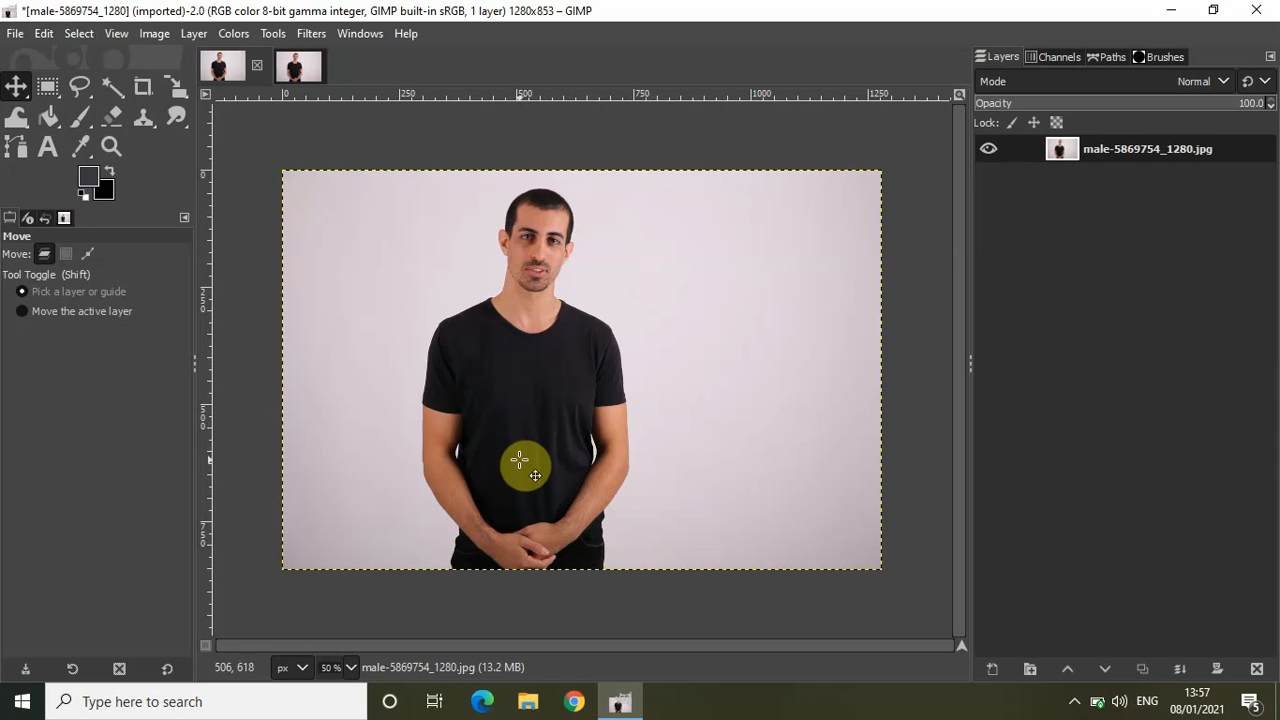 *[male-5869754_1280] (imported)-2.0 (RGB color 8-bit gamma integer, GIMP built-in sRGB, 1 layer) 1280x853 – GIMP
File Edit Select View Image Layer Colors Tools Filters Windows Help
Layers Channels Paths Brushes
Mode Normal
0 250 500 750 1000 1250
Opacity 100.0
Lock:
male-5869754_1280.jpg
0
250
500
750
Move
Move:
Tool Toggle (Shift)
Pick a layer or guide
Move the active layer
506, 618 px 50 % male-5869754_1280.jpg (13.2 MB)
Type here to search
ENG
13:57
08/01/2021
5